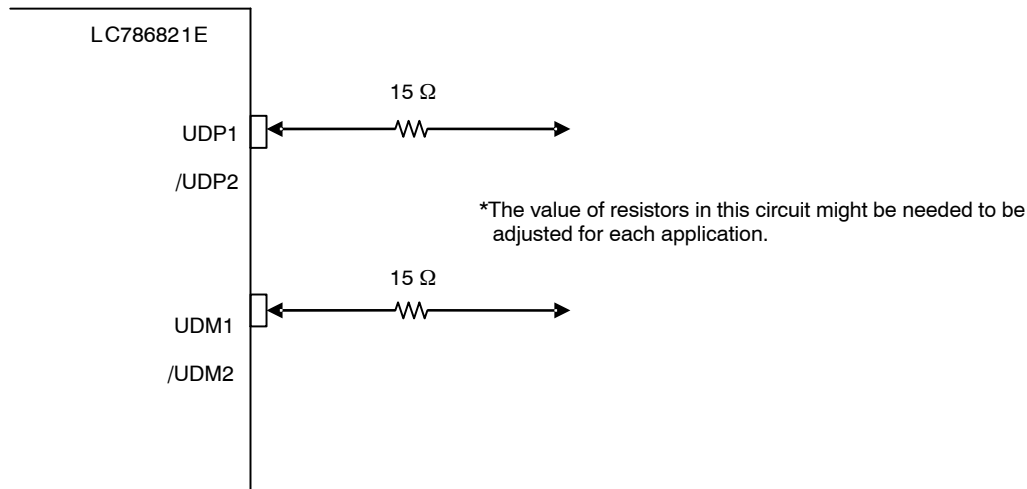 LC786821E
15 Ω
UDP1
/UDP2
*The value of resistors in this circuit might be needed to be
adjusted for each application.
15 Ω
UDM1
/UDM2